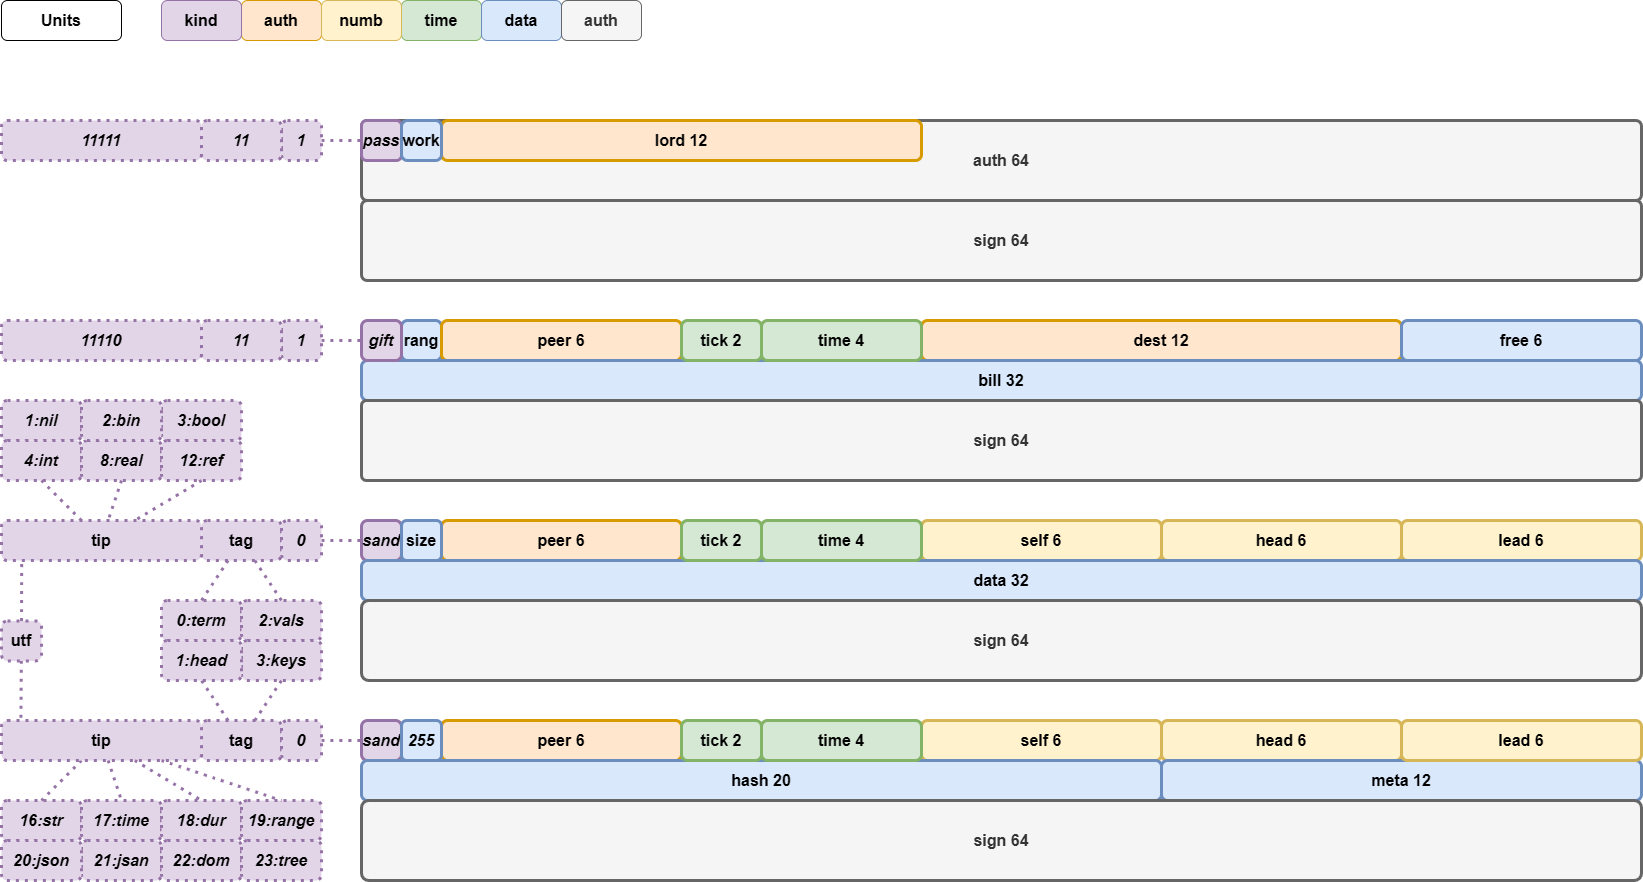 Units kind auth numb time data auth
11111 11 1 pass work lord 12
auth 64
sign 64
11110 11 1 gift rang peer 6 tick 2 time 4 dest 12 free 6
bill 32
1:nil 2:bin 3:bool
sign 64
4:int 8:real 12:ref
tip tag 0 sand size peer 6 tick 2 time 4 self 6 head 6 lead 6
data 32
0:term 2:vals
utf
sign 64
1:head 3:keys
tip tag 0 sand 255 peer 6 tick 2 time 4 self 6 head 6 lead 6
hash 20 meta 12
16:str 17:time 18:dur 19:range
sign 64
20:json 21:jsan 22:dom 23:tree